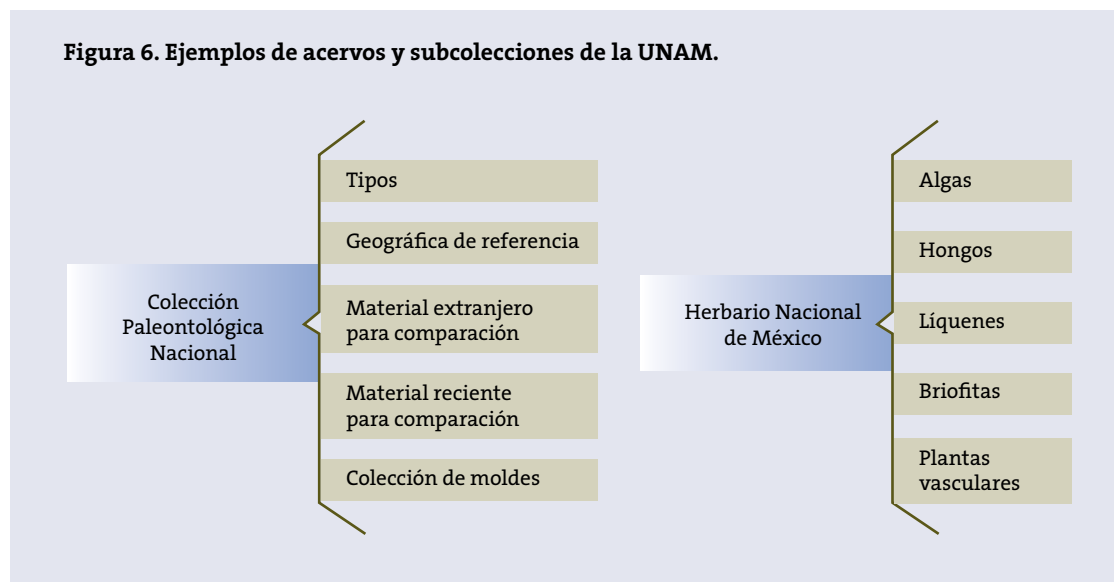 Figura 6. Ejemplos de acervos y subcolecciones de la UNAM.
Colección
Paleontológica
Nacional
Tipos
Geográfica de referencia
Material extranjero
para comparación
Material reciente
para comparación
Colección de moldes
Herbario Nacional
de México
Algas
Hongos
Líquenes
Briofitas
Plantas
vasculares